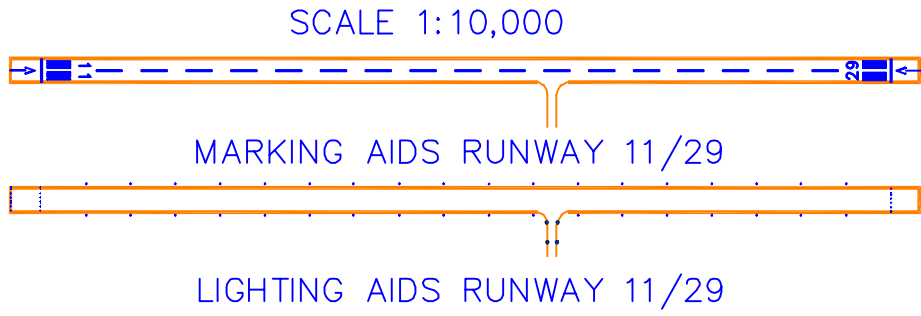 SCALE 1:10,000
11
29
MARKING AIDS RUNWAY 11/29
LIGHTING AIDS RUNWAY 11/29